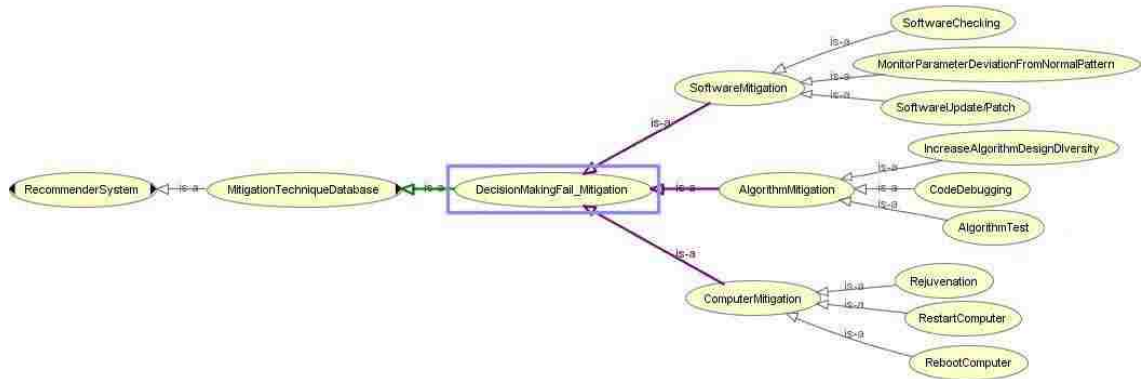 SoftwareChecking
is-a
MonitorParameterDeviationFromNormalPattern
is-a
SoftwareMitigation
is-a
SoftwareUpdate/Patch
is-a
IncreaseAlgorithmDesignDiversity
is-a
RecommenderSystem
is-a
MitigationTechniqueDatabase
is-a
DecisionMakingFail_Mitigation
is-a
AlgorithmMitigation
is-a
CodeDebugging
is-a
AlgorithmTest
is-a
Rejuvenation
is-a
ComputerMitigation
is-a
RestartComputer
is-a
RebootComputer